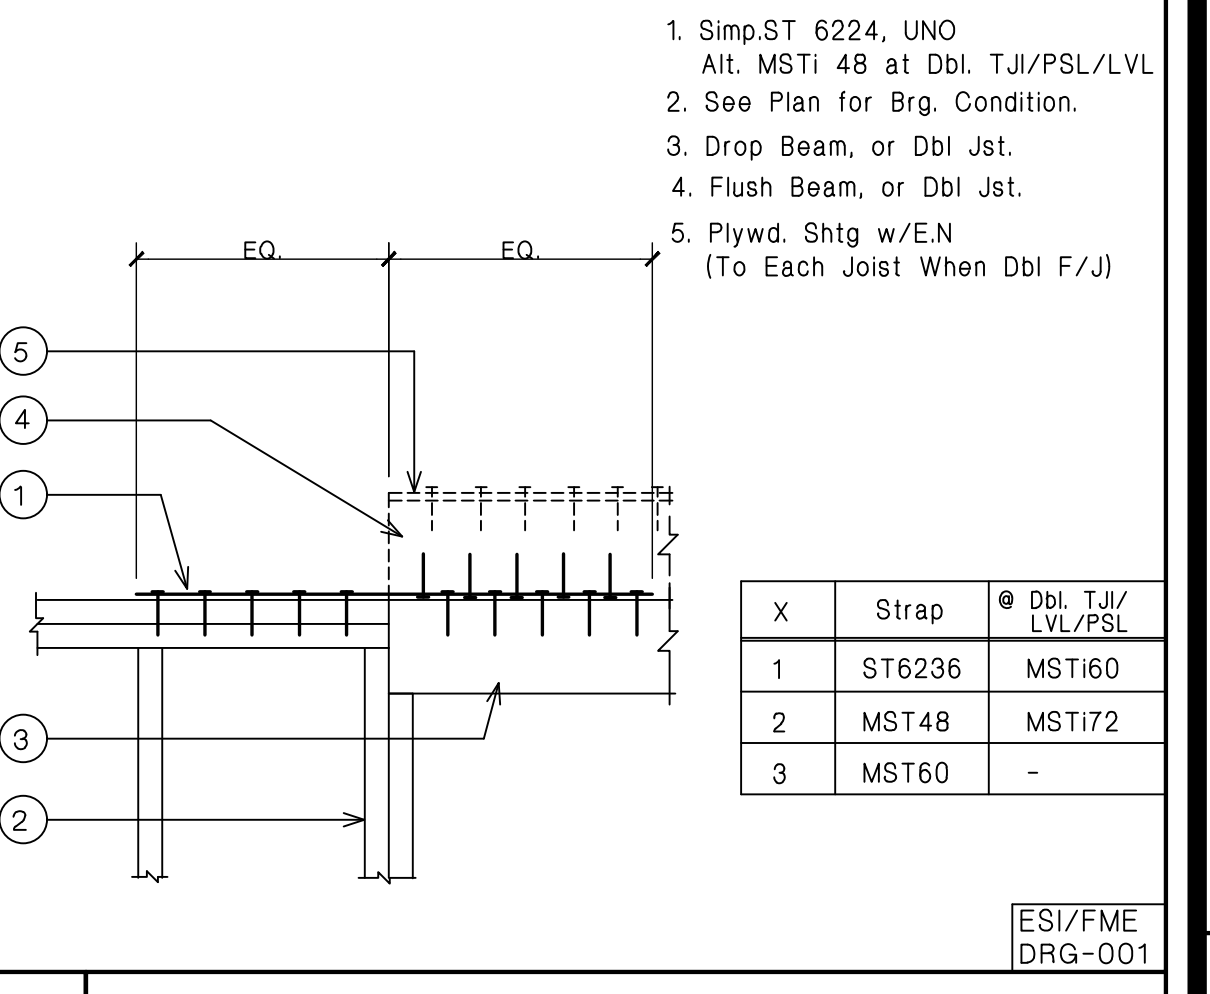 1. Simp.ST 6224, UNO
Alt. MSTi 48 at Dbl. TJI/PSL/LVL
2. See Plan for Brg. Condition.
3. Drop Beam, or Dbl Jst.
4. Flush Beam, or Dbl Jst.
5. Plywd. Shtg w/E.N
(To Each Joist When Dbl F/J)
EQ. EQ.
5
4
1
3
2
X Strap @ Dbl. TJI/
LVL/PSL
1 ST6236 MSTi60
2 MST48 MSTi72
3 MST60 -
ESI/FME
DRG-001